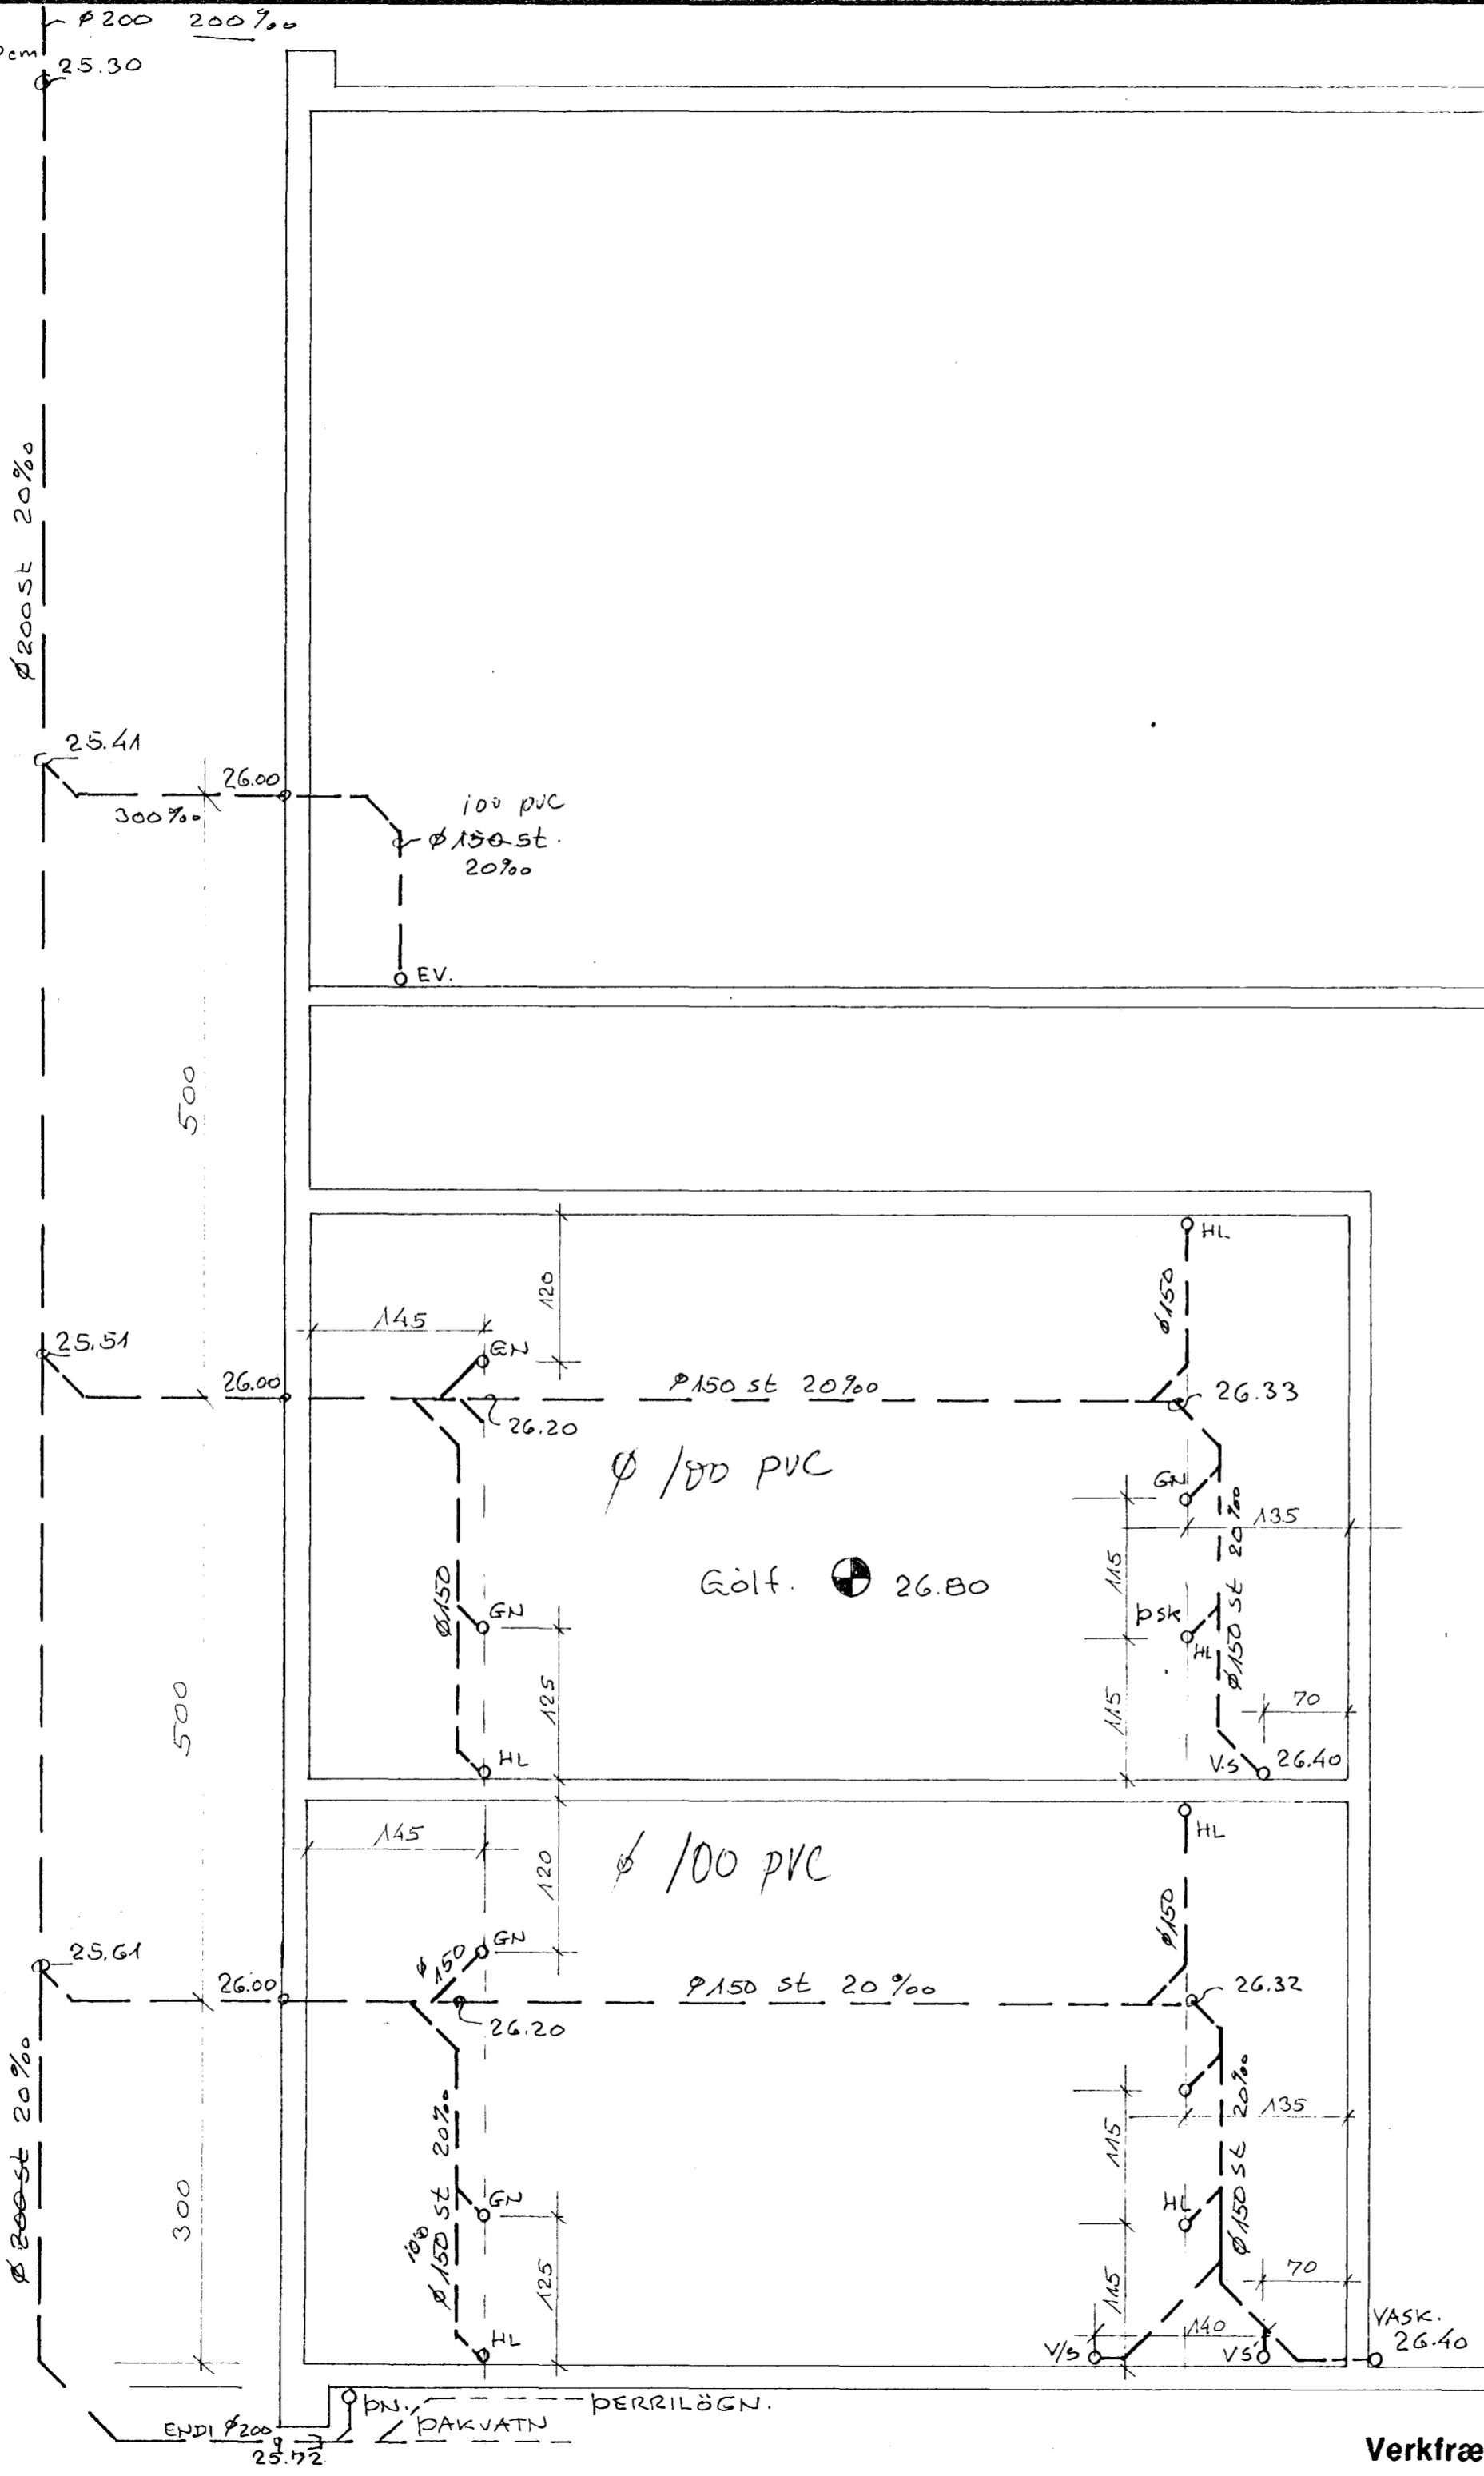 ø200 200‰
cm
25.30
ø200st 20‰
25.41
26.00
300‰
100 pvc
ø150 st.
20‰
EV.
500
HL
120
ø150
145
25.51
GN
26.00
ø150 st 20‰
26.33
26.20
ø 100 PVC
GN
135
115
ø150 st 20‰
Gólf. 26.80
ø150
GN
þsk
HL
125
500
115
70
HL
V.S 26.40
HL
145
ø 100 PVC
120
ø150
GN
ø150
25.61
26.00
ø150 st 20‰
26.32
26.20
ø200st 20‰
300
135
115
100
ø150 st 20‰
GN
HL
ø150 st 20‰
125
115
70
140
VASK.
26.40
HL
V/S
VS
ÞN. ÞERRILÖGN.
ÞAKVATN
ENDI ø200
25.72
Verkfræ